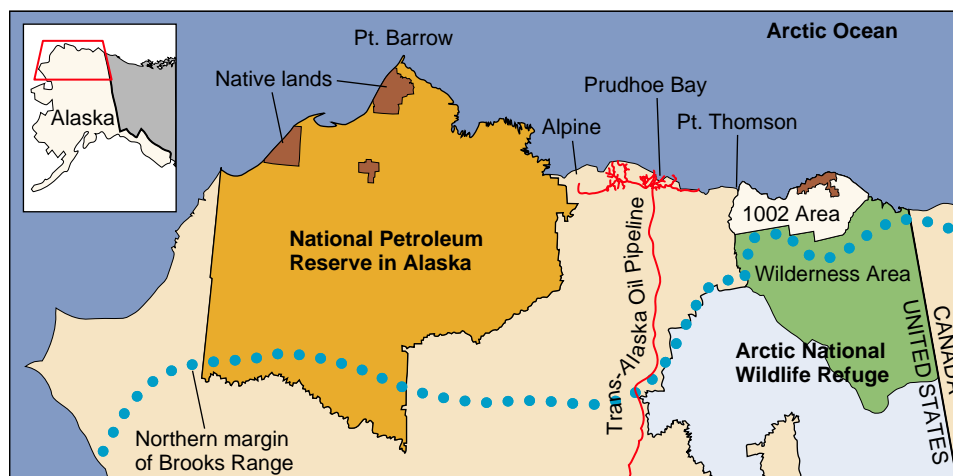 Arctic Ocean
Pt. Barrow
Native lands
Prudhoe Bay
Alaska
Alpine
Pt. Thomson
1002 Area
National Petroleum
Reserve in Alaska
Trans-Alaska Oil Pipeline
Wilderness Area
CANADA
UNITED STATES
Arctic National
Wildlife Refuge
Northern margin
of Brooks Range